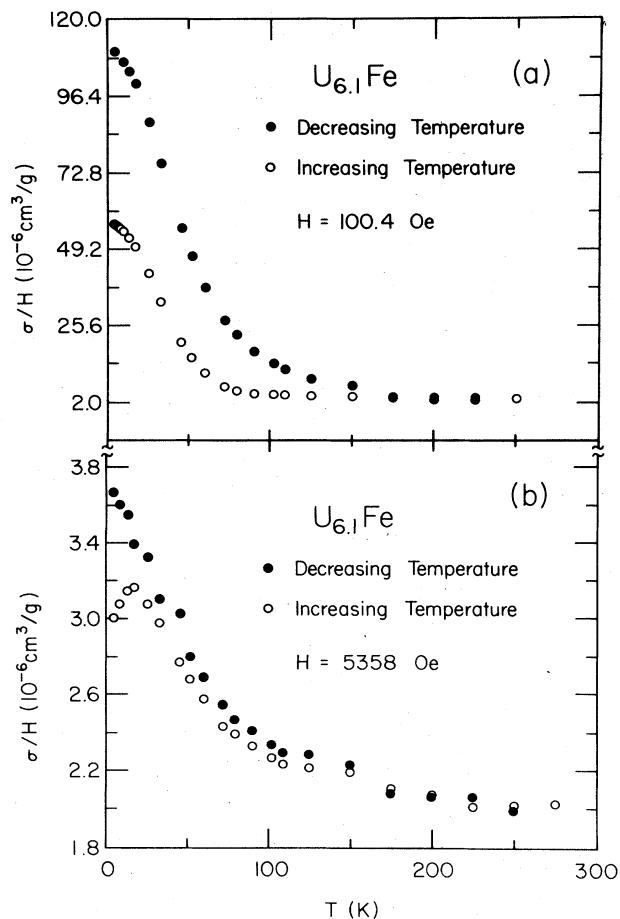 120.0
96.4
72.8
49.2
25.6
2.0
σ/H (10⁻⁶cm³/g)
U₆.₁Fe
(a)
● Decreasing Temperature
○ Increasing Temperature
H = 100.4 Oe
3.8
3.4
3.0
2.6
2.2
1.8
σ/H (10⁻⁶cm³/g)
U₆.₁Fe
(b)
● Decreasing Temperature
○ Increasing Temperature
H = 5358 Oe
0 100 200 300
T (K)